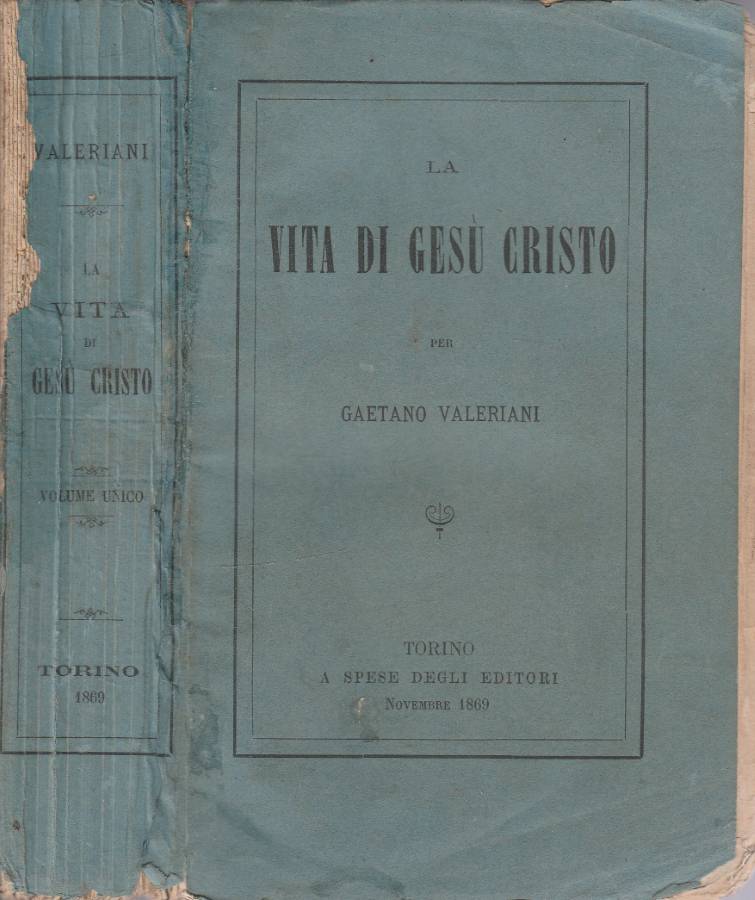 VALERIANI
LA
VITA
DI
GESÙ CRISTO
VOLUME UNICO
TORINO
1869
LA
VITA DI GESÙ CRISTO
PER
GAETANO VALERIANI
TORINO
A SPESE DEGLI EDITORI
Novembre 1869